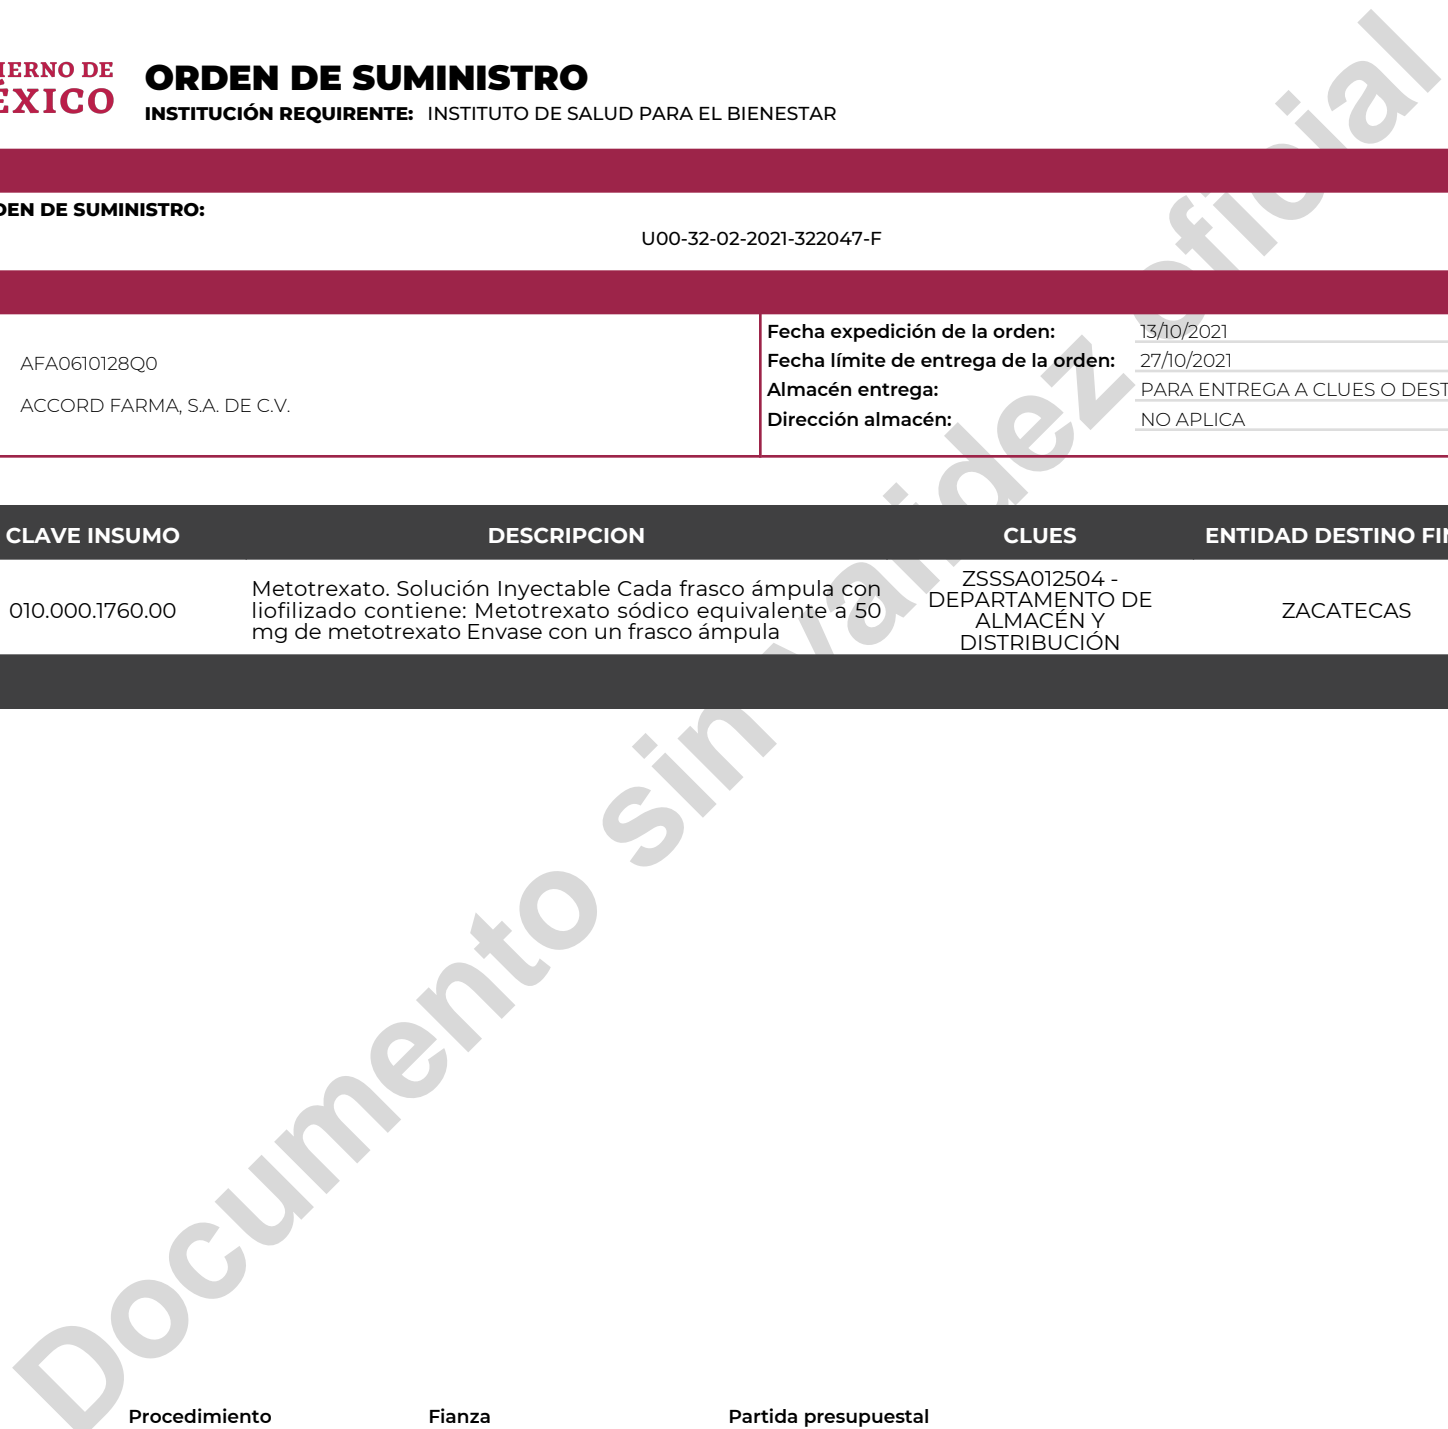 IERNO DE
ÉXICO
ORDEN DE SUMINISTRO
INSTITUCIÓN REQUIRENTE: INSTITUTO DE SALUD PARA EL BIENESTAR
DEN DE SUMINISTRO:
U00-32-02-2021-322047-F
AFA0610128Q0
ACCORD FARMA, S.A. DE C.V.
Fecha expedición de la orden: 13/10/2021
Fecha límite de entrega de la orden: 27/10/2021
Almacén entrega: PARA ENTREGA A CLUES O DEST
Dirección almacén: NO APLICA
CLAVE INSUMO DESCRIPCION CLUES ENTIDAD DESTINO FIN
010.000.1760.00
Metotrexato. Solución Inyectable Cada frasco ámpula con
liofilizado contiene: Metotrexato sódico equivalente a 50
mg de metotrexato Envase con un frasco ámpula
ZSSSA012504 -
DEPARTAMENTO DE
ALMACÉN Y
DISTRIBUCIÓN
ZACATECAS
Documento sin validez oficial
Procedimiento Fianza Partida presupuestal